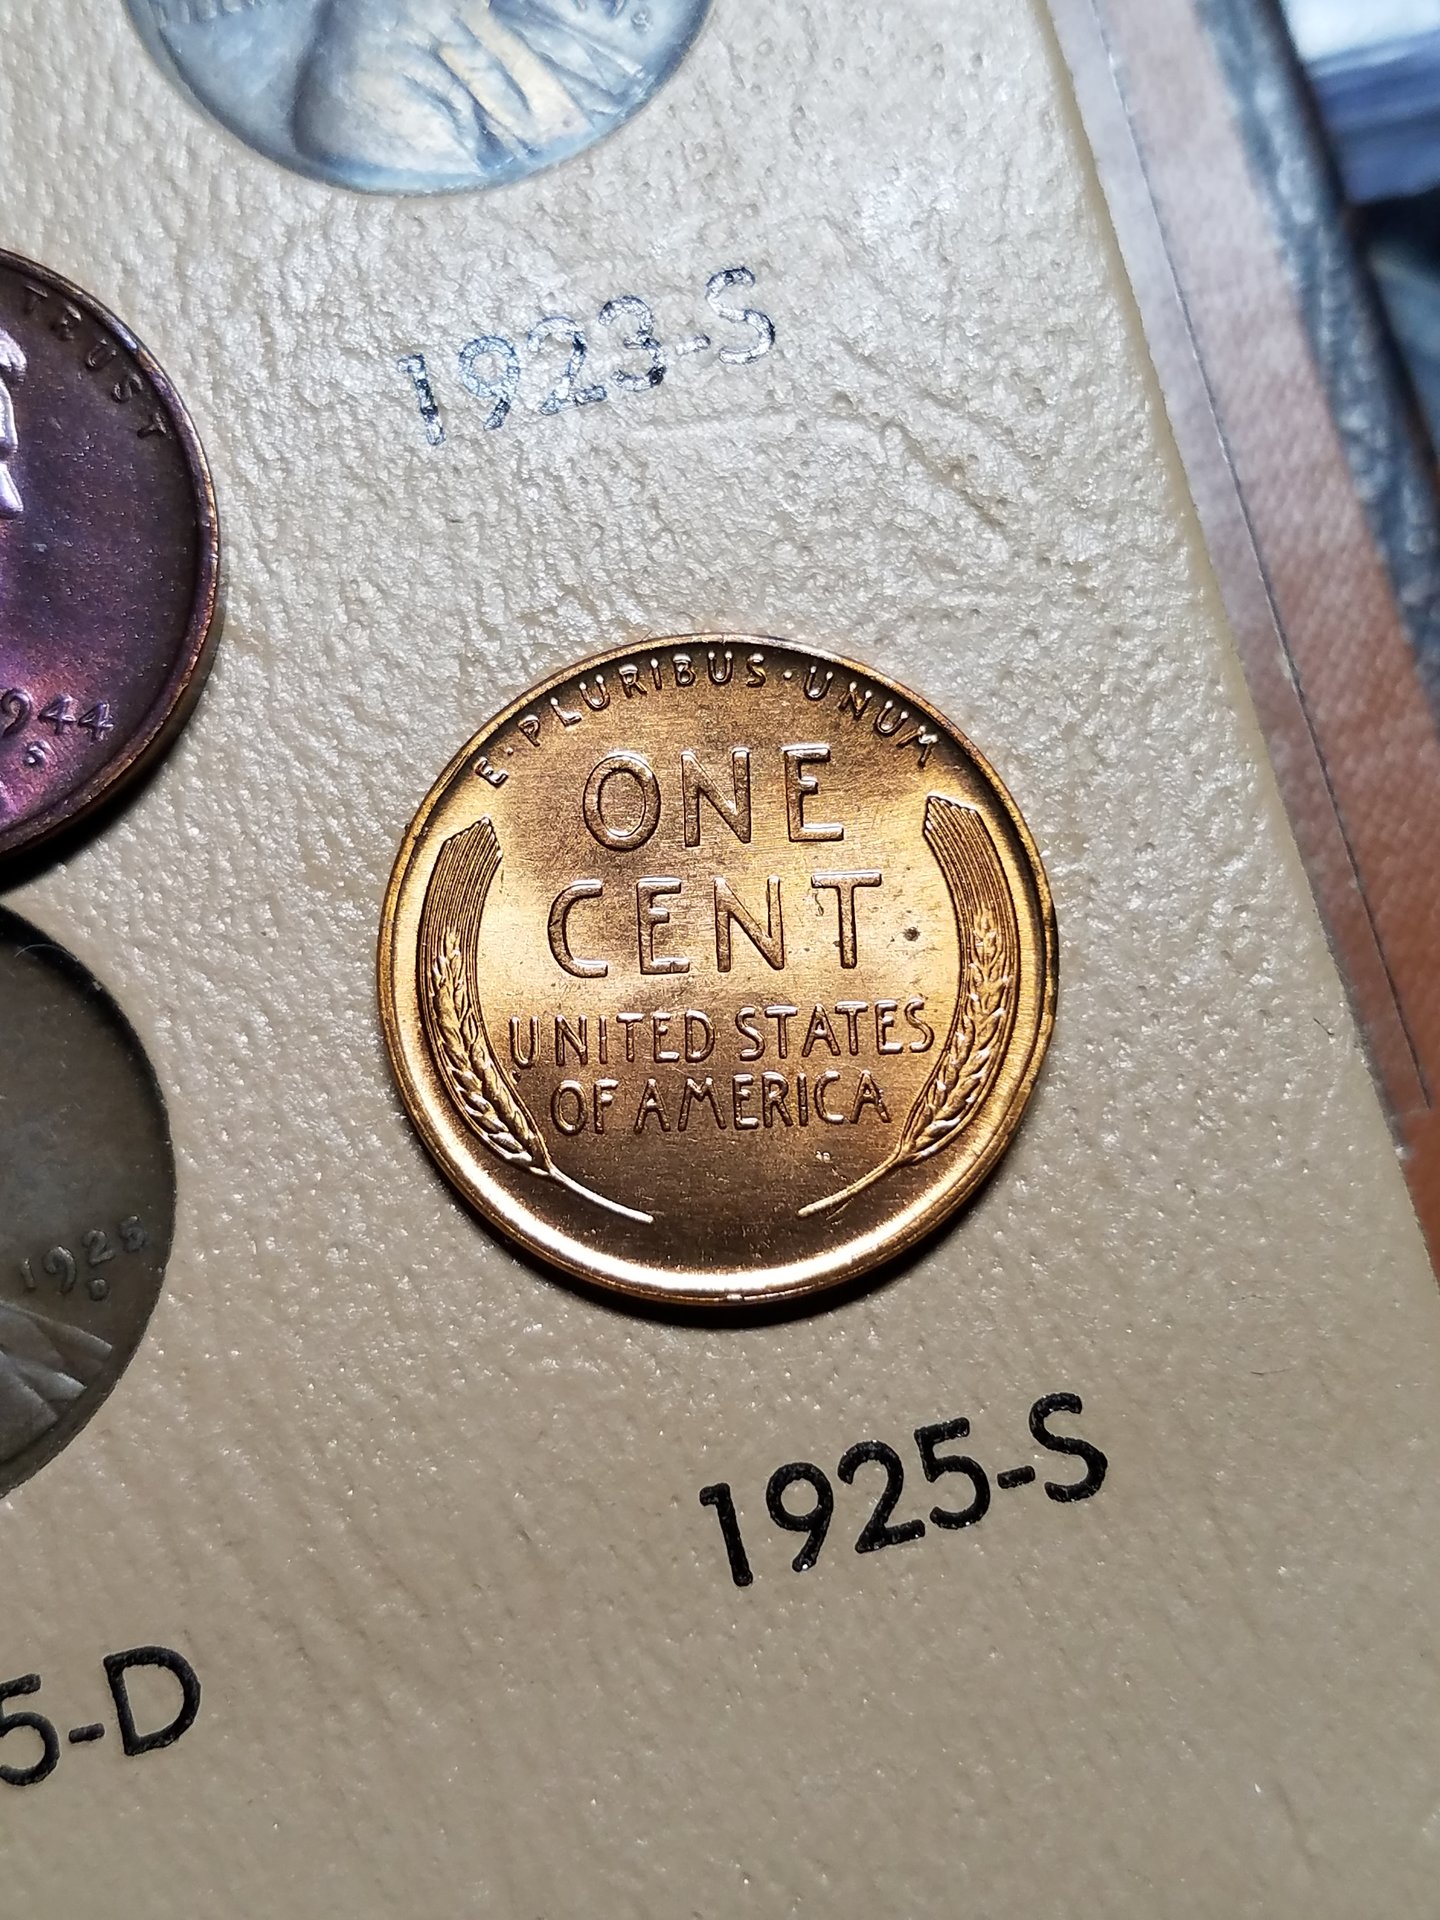 1923-S
TRUST
1944
D
E·PLURIBUS·UNUM
ONE
CENT
UNITED STATES
OF AMERICA
1925
D
1925-S
5-D